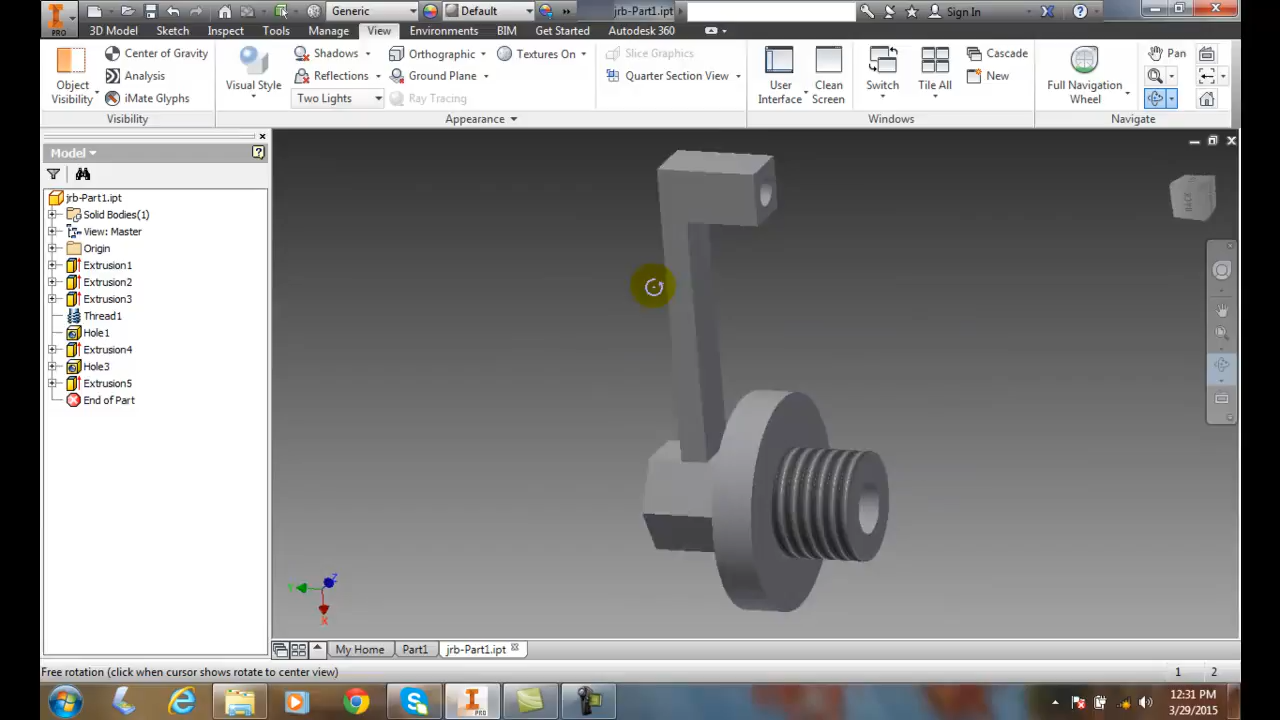 PRO
Generic
Default
jrb-Part1.ipt
Sign In
3D Model
Sketch
Inspect
Tools
Manage
View
Environments
BIM
Get Started
Autodesk 360
Object Visibility
Center of Gravity
Analysis
iMate Glyphs
Visibility
Visual Style
Shadows
Reflections
Two Lights
Orthographic
Ground Plane
Ray Tracing
Textures On
Appearance
Slice Graphics
Quarter Section View
User Interface
Clean Screen
Switch
Tile All
Cascade
New
Windows
Full Navigation Wheel
Pan
Navigate
Model
jrb-Part1.ipt
Solid Bodies(1)
View: Master
Origin
Extrusion1
Extrusion2
Extrusion3
Thread1
Hole1
Extrusion4
Hole3
Extrusion5
End of Part
BACK
Y
Z
X
My Home
Part1
jrb-Part1.ipt
Free rotation (click when cursor shows rotate to center view)
1
2
PRO
12:31 PM
3/29/2015